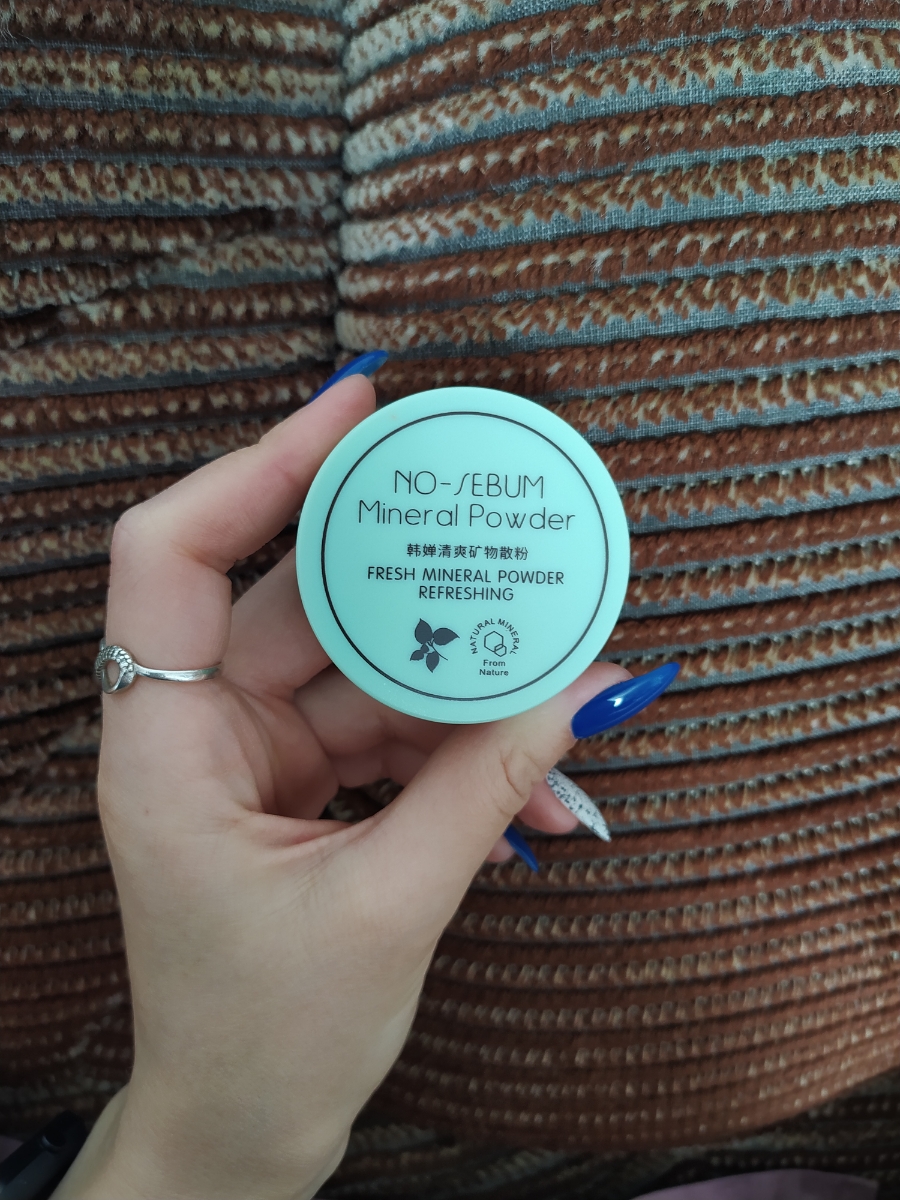 NO-SEBUM
Mineral Powder
韩婵清爽矿物散粉
FRESH MINERAL POWDER
REFRESHING
NATURAL MINERAL
From
Nature